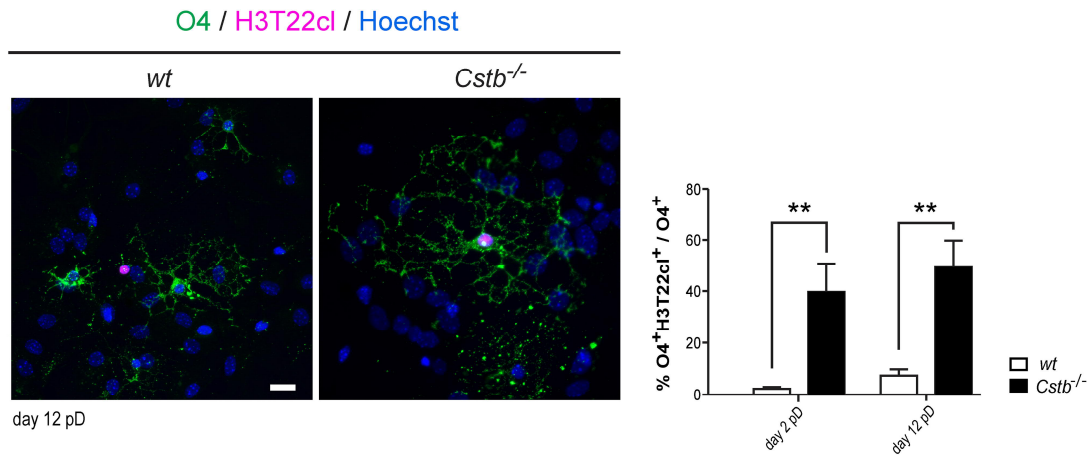 O4 / H3T22cl / Hoechst
wt
Cstb-/-
day 12 pD
% O4+H3T22cl+ / O4+
80
60
40
20
0
**
**
day 2 pD
day 12 pD
wt
Cstb-/-